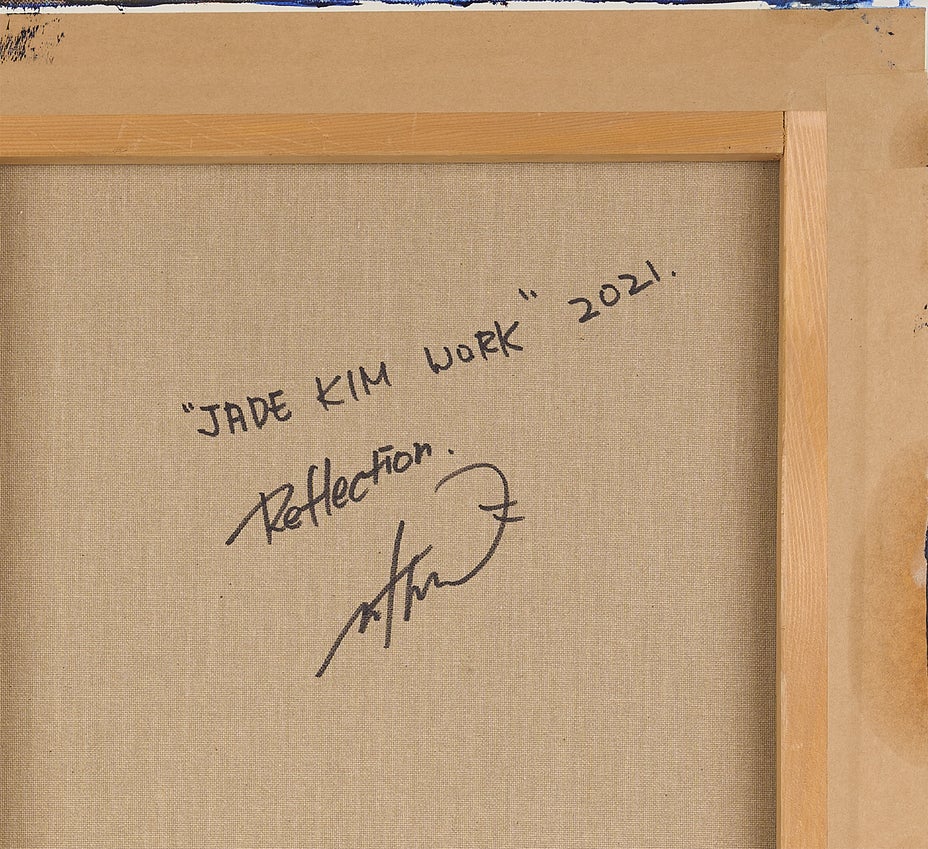 "JADE KIM WORK" 2021.
Reflection.